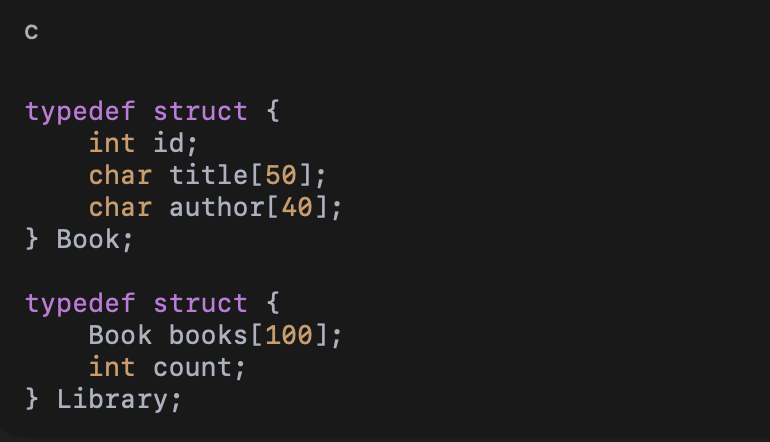 c
typedef struct {
    int id;
    char title[50];
    char author[40];
} Book;

typedef struct {
    Book books[100];
    int count;
} Library;